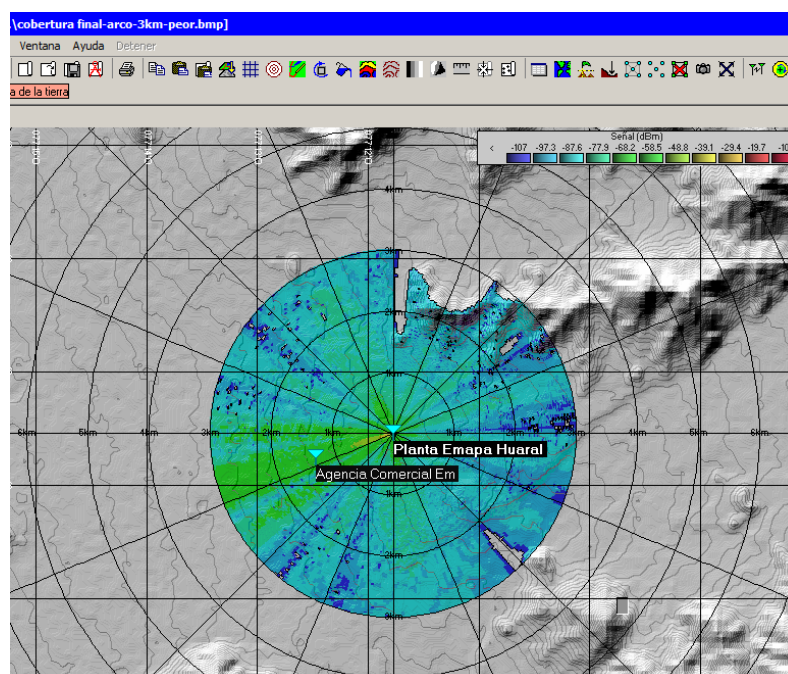 .\cobertura final-arco-3km-peor.bmp]
Ventana Ayuda Detener
a de la tierra
Señal (dBm)
< -107 -97.3 -87.6 -77.9 -68.2 -58.5 -48.8 -39.1 -29.4 -19.7 -10
4km
3km
2km
1km
6km 5km 4km 3km 2km 1km 1km 2km 3km 4km 5km 6km
Planta Emapa Huaral
Agencia Comercial Em
1km
2km
3km